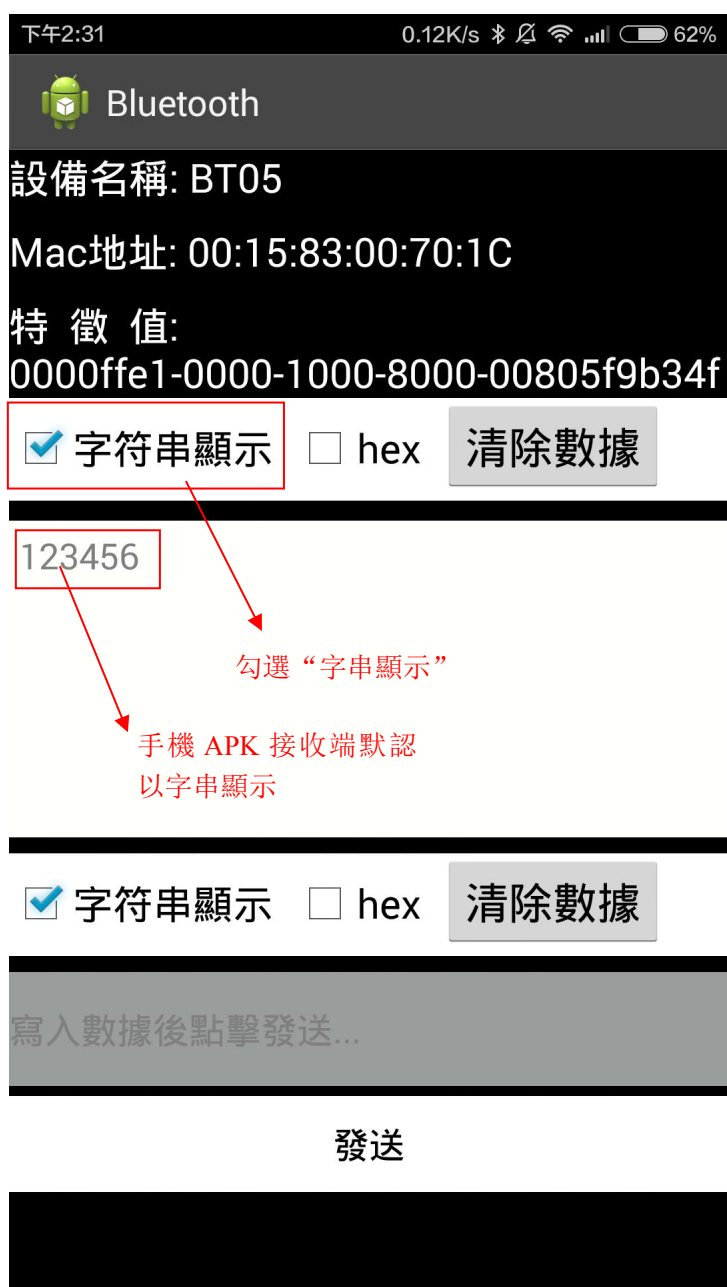 下午2:31 0.12K/s 62%
Bluetooth
設備名稱: BT05
Mac地址: 00:15:83:00:70:1C
特 徵 值:
0000ffe1-0000-1000-8000-00805f9b34f
字符串顯示 hex 清除數據
123456
勾選“字串顯示”
手機 APK 接收端默認
以字串顯示
字符串顯示 hex 清除數據
寫入數據後點擊發送...
發送